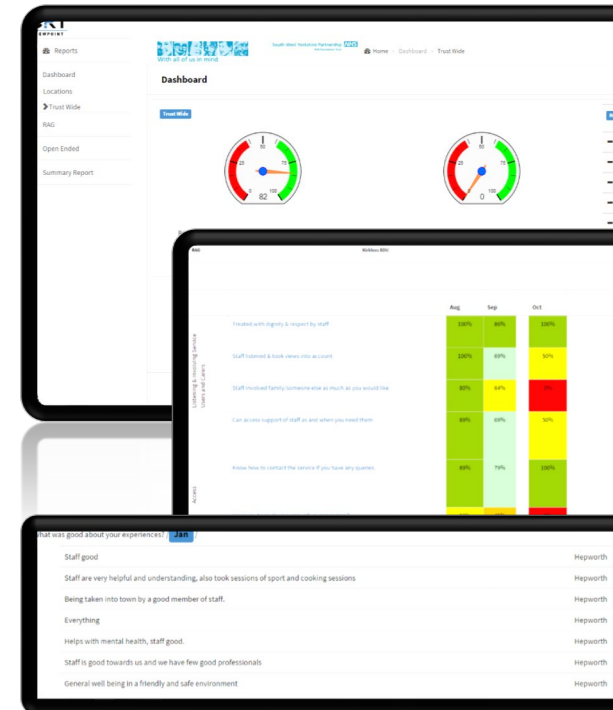 Reports
Dashboard
Locations
Trust Wide
RAG
Open Ended
Summary Report
With all of us in mind
South West Yorkshire Partnership NHS
Home Dashboard Trust Wide
Dashboard
Trust Wide
25 50 75
0 100
82
25 50 75
0 100
0
RAG
Kirklees BDU
Aug Sep Oct
Listening & Involving Service
Users and Carers
Treated with dignity & respect by staff 100% 100%
Staff listened & took views into account 100% 50%
Staff involved family/someone else as much as you would like 64%
Can access support of staff as and when you need them 50%
Access
Know how to contact the service if you have any queries 100%
What was good about your experiences? / Jan /
Staff good Hepworth
Staff are very helpful and understanding, also took sessions of sport and cooking sessions Hepworth
Being taken into town by a good member of staff. Hepworth
Everything Hepworth
Helps with mental health, staff good. Hepworth
Staff is good towards us and we have few good professionals Hepworth
General well being in a friendly and safe environment Hepworth